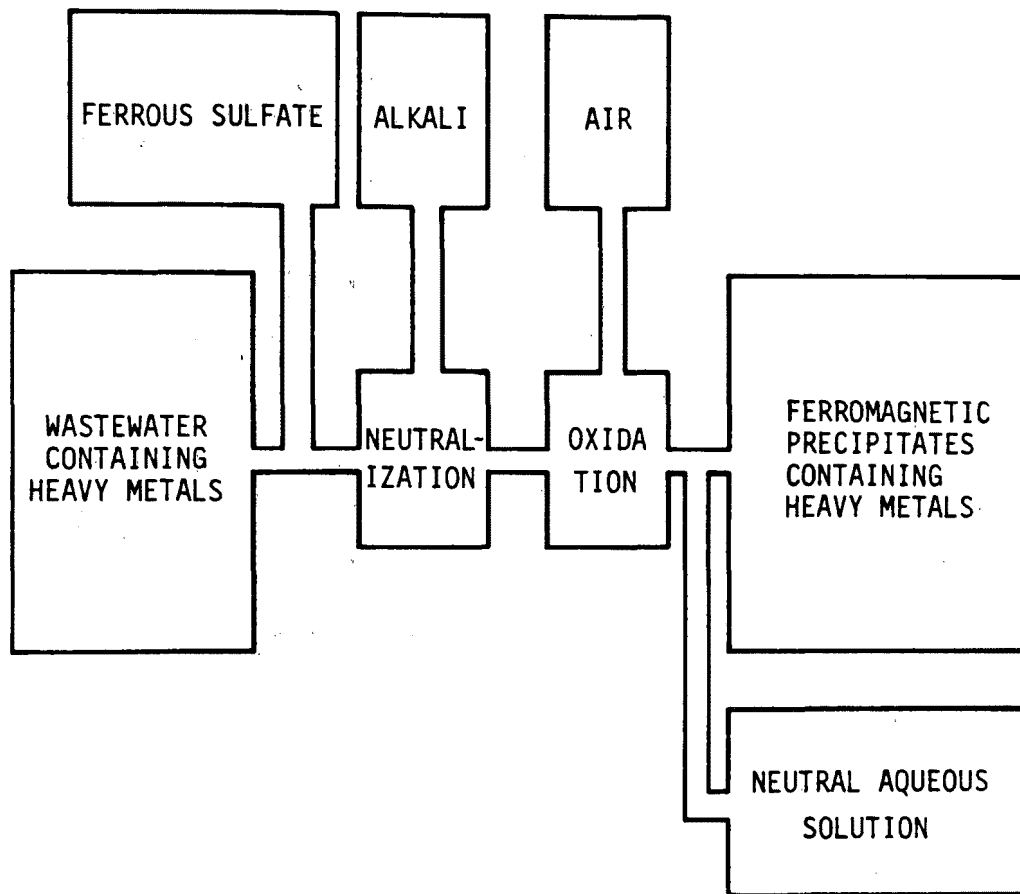 FERROUS SULFATE
ALKALI
AIR
WASTEWATER
CONTAINING
HEAVY METALS
NEUTRAL-
IZATION
OXIDA
TION
FERROMAGNETIC
PRECIPITATES
CONTAINING
HEAVY METALS
NEUTRAL AQUEOUS
SOLUTION